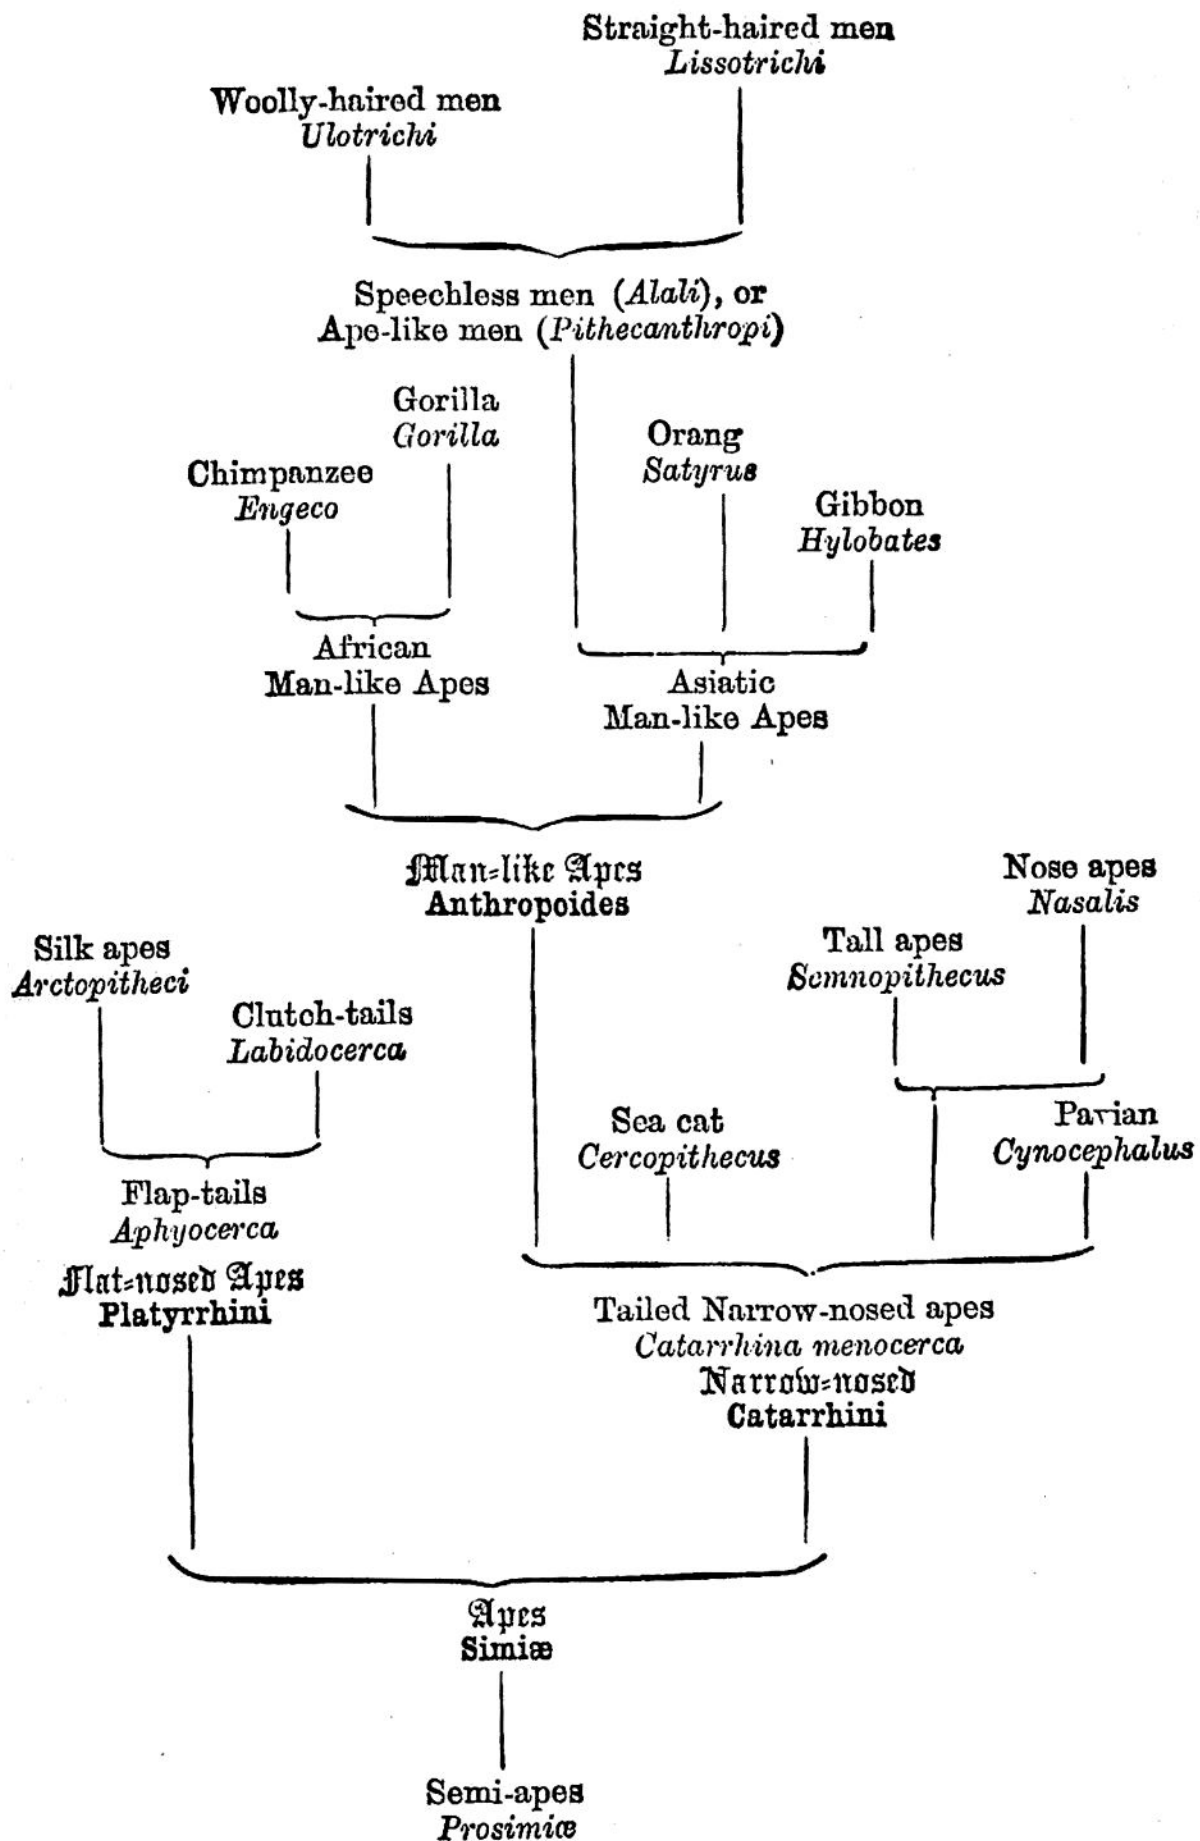 Straight-haired men
Lissotrichi
Woolly-haired men
Ulotrichi
Speechless men (Alali), or
Ape-like men (Pithecanthropi)
Gorilla
Gorilla
Orang
Satyrus
Chimpanzee
Engeco
Gibbon
Hylobates
African
Man-like Apes
Asiatic
Man-like Apes
Man-like Apes
Anthropoides
Nose apes
Nasalis
Silk apes
Arctopitheci
Tall apes
Semnopithecus
Clutch-tails
Labidocerca
Sea cat
Cercopithecus
Pavian
Cynocephalus
Flap-tails
Aphyocerca
Flat-nosed Apes
Platyrrhini
Tailed Narrow-nosed apes
Catarrhina menocerca
Narrow-nosed
Catarrhini
Apes
Simiæ
Semi-apes
Prosimiæ